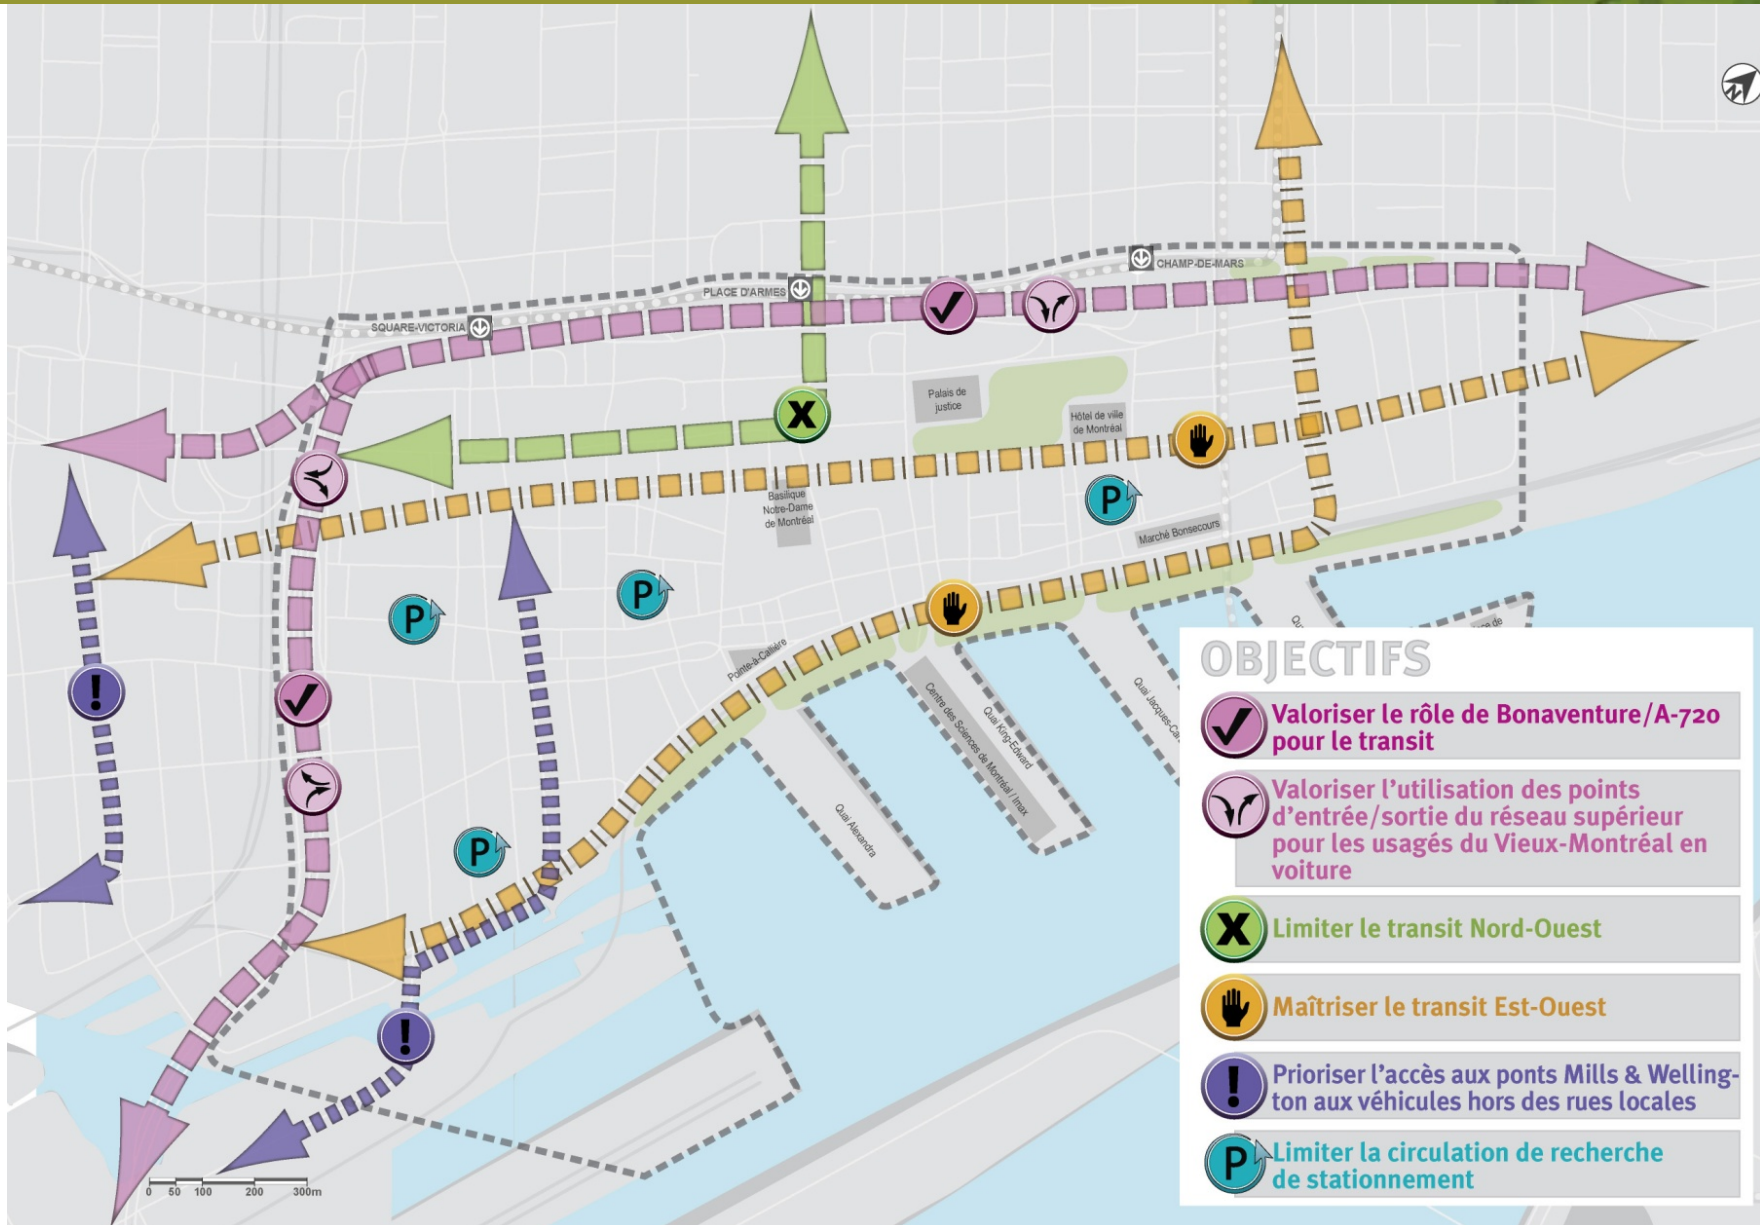 N
CHAMP-DE-MARS
PLACE D'ARMES
SQUARE-VICTORIA
Palais de
justice
Hôtel de ville
de Montréal
Basilique
Notre-Dame
de Montréal
P
Marché Bonsecours
P
P
Pointe-à-Callière
P
Quai Alexandra
Centre des Sciences de Montréal / Imax
Quai King-Edward
Quai Jacques-Car
0 50 100 200 300m
OBJECTIFS
Valoriser le rôle de Bonaventure/A-720
pour le transit
Valoriser l'utilisation des points
d'entrée/sortie du réseau supérieur
pour les usagés du Vieux-Montréal en
voiture
X Limiter le transit Nord-Ouest
Maîtriser le transit Est-Ouest
! Prioriser l'accès aux ponts Mills & Welling-
ton aux véhicules hors des rues locales
P Limiter la circulation de recherche
de stationnement